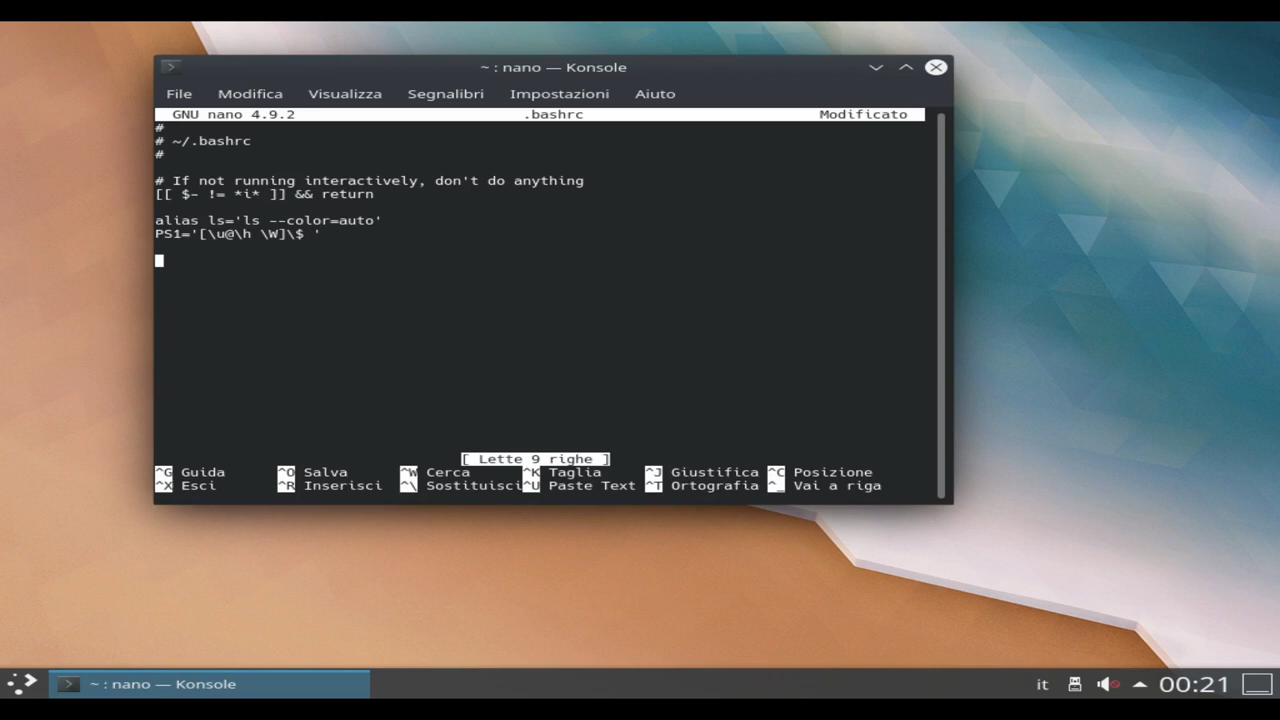 ~ : nano — Konsole
File Modifica Visualizza Segnalibri Impostazioni Aiuto
GNU nano 4.9.2 .bashrc Modificato
#
# ~/.bashrc
#
# If not running interactively, don't do anything
[[ $- != *i* ]] && return
alias ls='ls --color=auto'
PS1='[\u@\h \W]\$ '
[ Lette 9 righe ]
^G Guida ^O Salva ^W Cerca ^K Taglia ^J Giustifica ^C Posizione
^X Esci ^R Inserisci ^\ Sostituisci ^U Paste Text ^T Ortografia ^_ Vai a riga
~ : nano — Konsole it 00:21